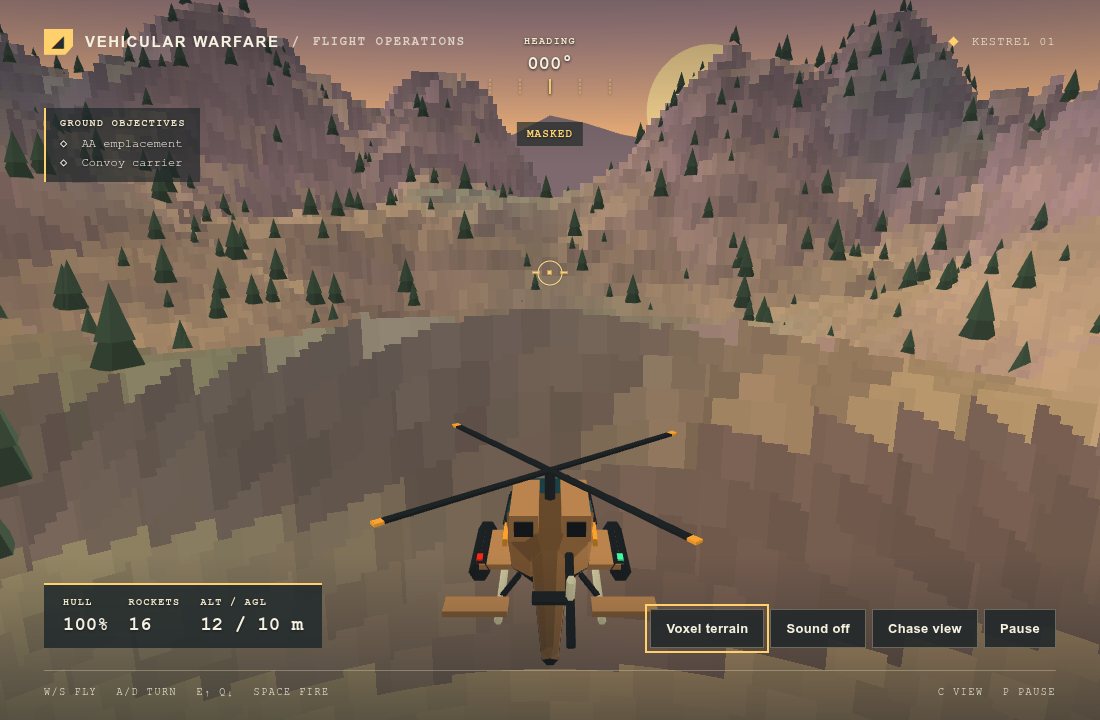 VEHICULAR WARFARE / FLIGHT OPERATIONS
HEADING
000°
KESTREL 01
MASKED
GROUND OBJECTIVES
AA emplacement
Convoy carrier
HULL ROCKETS ALT / AGL
100% 16 12 / 10 m
Voxel terrain Sound off Chase view Pause
W/S FLY A/D TURN E↑ Q↓ SPACE FIRE
C VIEW P PAUSE